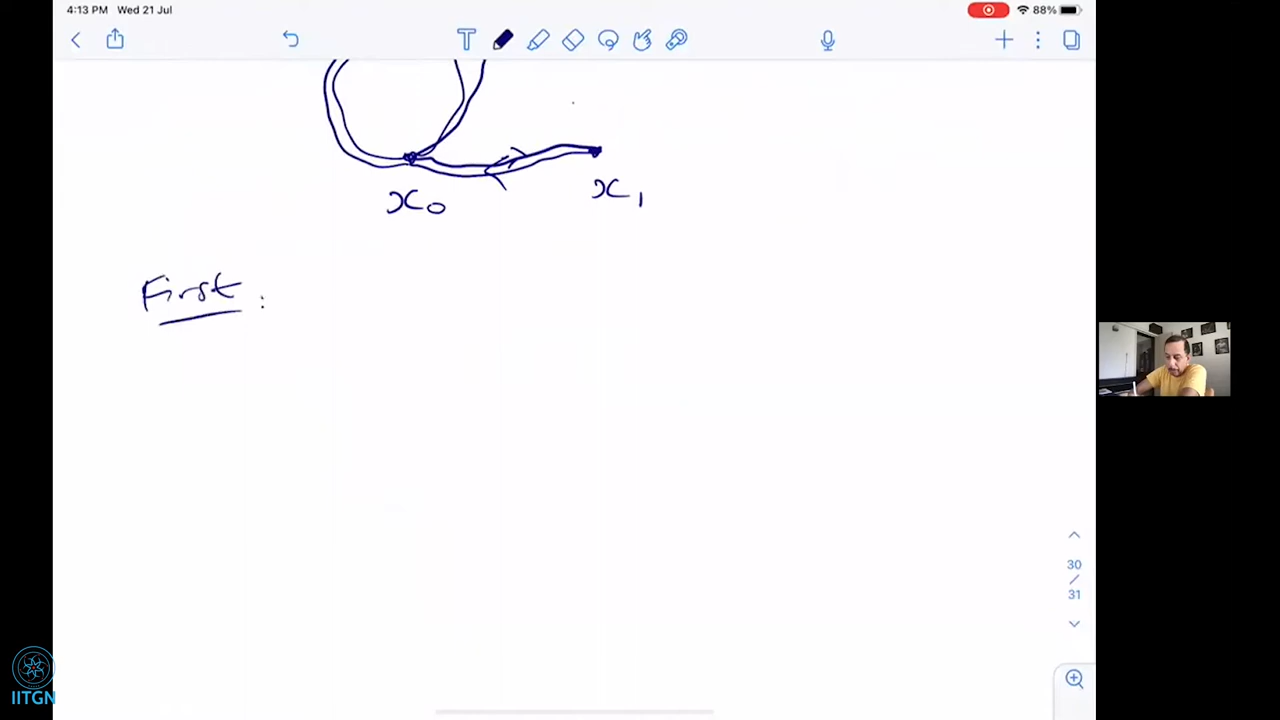 4:13 PM Wed 21 Jul
88%
T
x₀
x₁
First :
30
/
31
IITGN